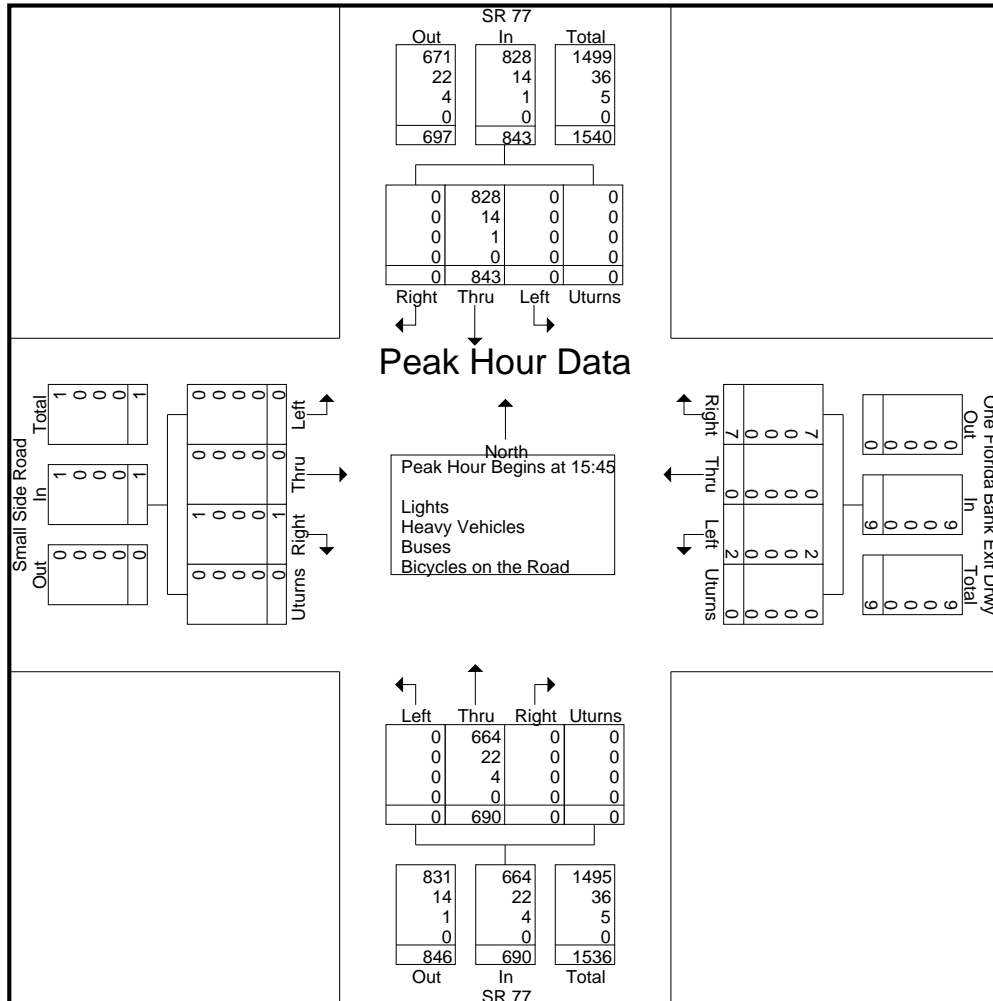 SR 77
Out In Total
671 828 1499
22 14 36
4 1 5
0 0 0
697 843 1540
0 828 0 0
0 14 0 0
0 1 0 0
0 0 0 0
0 843 0 0
Right Thru Left Uturns
Peak Hour Data
North
Peak Hour Begins at 15:45
Lights
Heavy Vehicles
Buses
Bicycles on the Road
Small Side Road
Out In Total
0 1 1
0 0 0
0 0 0
0 0 0
0 1 1
Uturns Right Thru Left
0 1 0 0
0 0 0 0
0 0 0 0
0 0 0 0
0 1 0 0
One Florida Bank Exit Drwy
Out In Total
0 9 9
0 0 0
0 0 0
0 0 0
0 9 9
Right Thru Left Uturns
7 0 2 0
0 0 0 0
0 0 0 0
0 0 0 0
7 0 2 0
Left Thru Right Uturns
0 664 0 0
0 22 0 0
0 4 0 0
0 0 0 0
0 690 0 0
831 664 1495
14 22 36
1 4 5
0 0 0
846 690 1536
Out In Total
SR 77